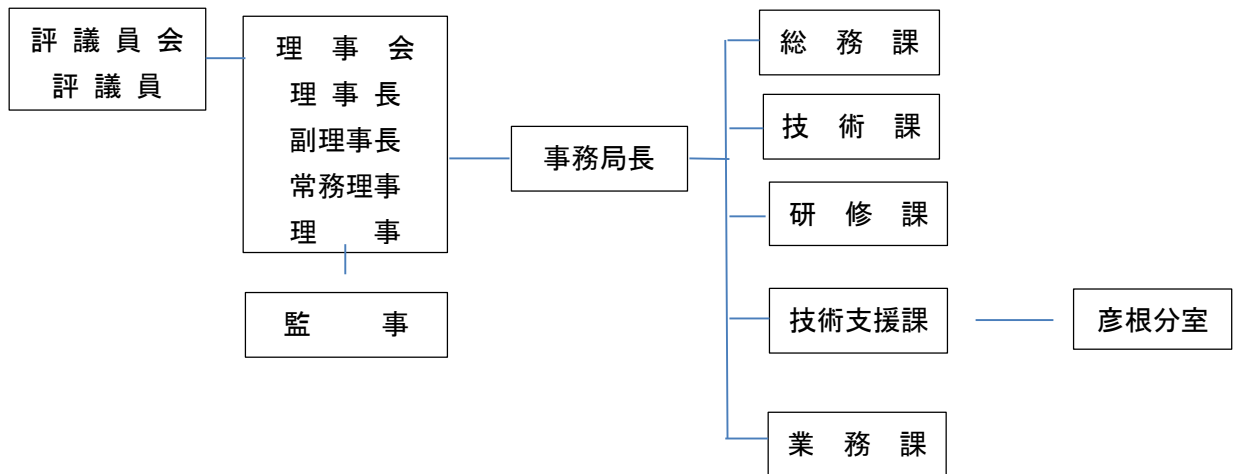 評議員会
評議員
理事会
理事長
副理事長
常務理事
理事
監事
事務局長
総務課
技術課
研修課
技術支援課
彦根分室
業務課